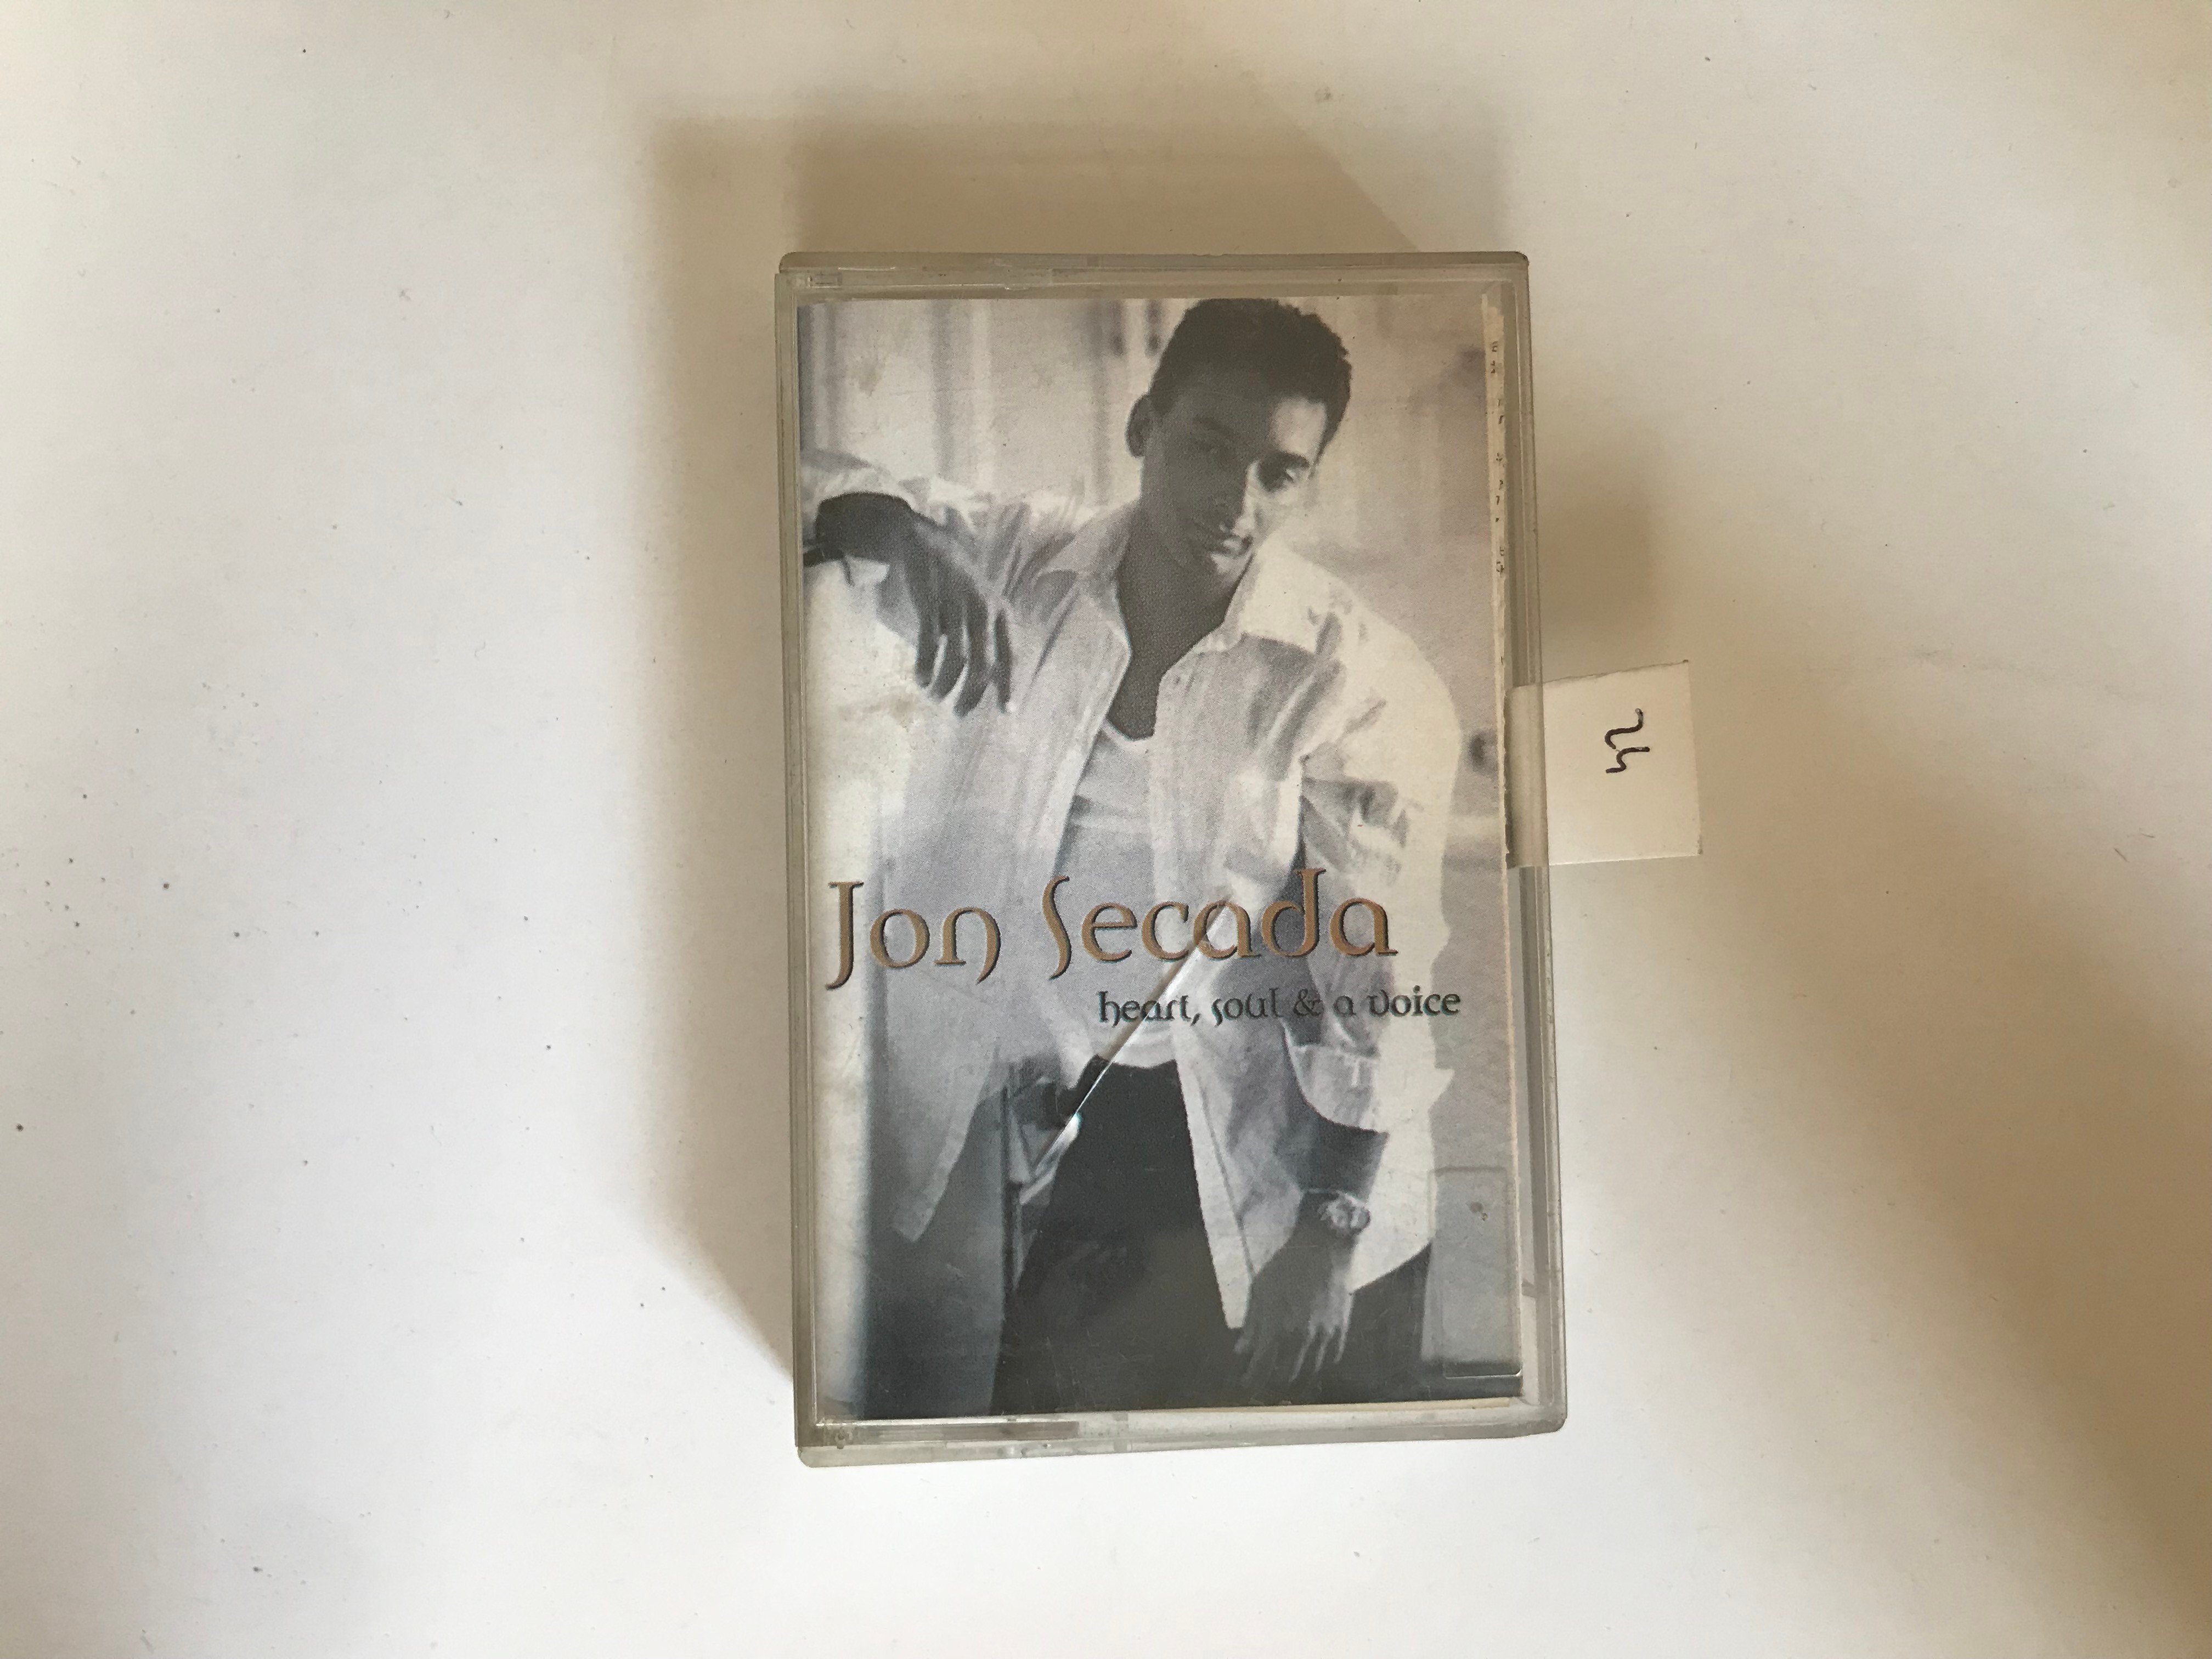 Jon Secada
heart, soul & a voice